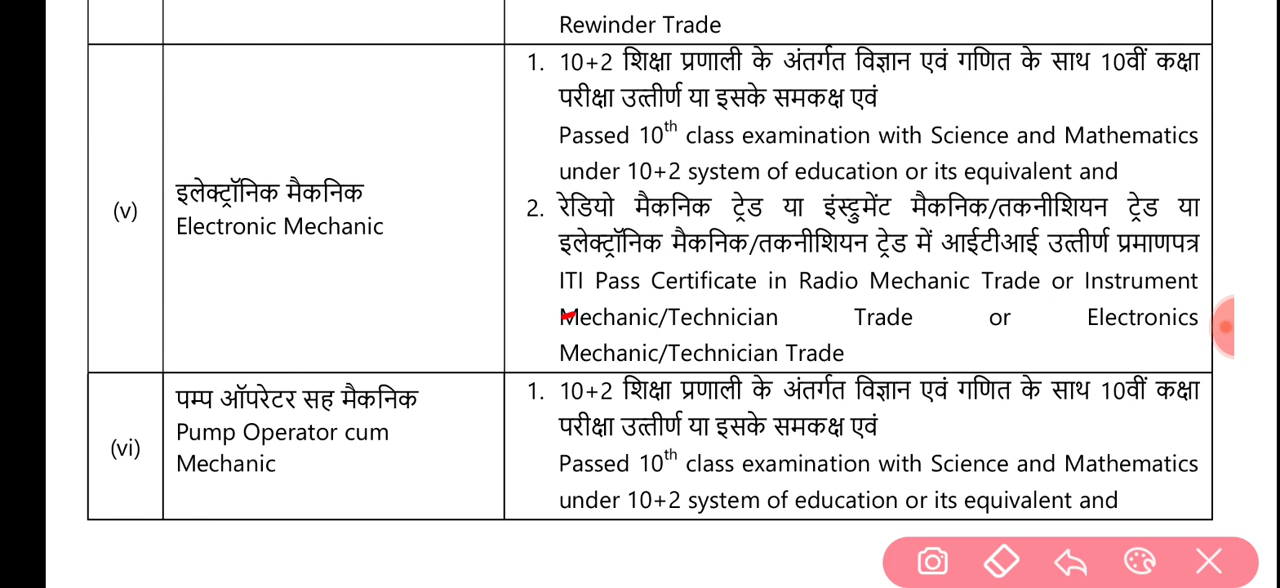 Rewinder Trade
(v)
इलेक्ट्रॉनिक मैकनिक
Electronic Mechanic
1. 10+2 शिक्षा प्रणाली के अंतर्गत विज्ञान एवं गणित के साथ 10वीं कक्षा
परीक्षा उत्तीर्ण या इसके समकक्ष एवं
Passed 10th class examination with Science and Mathematics
under 10+2 system of education or its equivalent and
2. रेडियो मैकनिक ट्रेड या इंस्ट्रुमेंट मैकनिक/तकनीशियन ट्रेड या
इलेक्ट्रॉनिक मैकनिक/तकनीशियन ट्रेड में आईटीआई उत्तीर्ण प्रमाणपत्र
ITI Pass Certificate in Radio Mechanic Trade or Instrument
Mechanic/Technician Trade or Electronics
Mechanic/Technician Trade
(vi)
पम्प ऑपरेटर सह मैकनिक
Pump Operator cum
Mechanic
1. 10+2 शिक्षा प्रणाली के अंतर्गत विज्ञान एवं गणित के साथ 10वीं कक्षा
परीक्षा उत्तीर्ण या इसके समकक्ष एवं
Passed 10th class examination with Science and Mathematics
under 10+2 system of education or its equivalent and